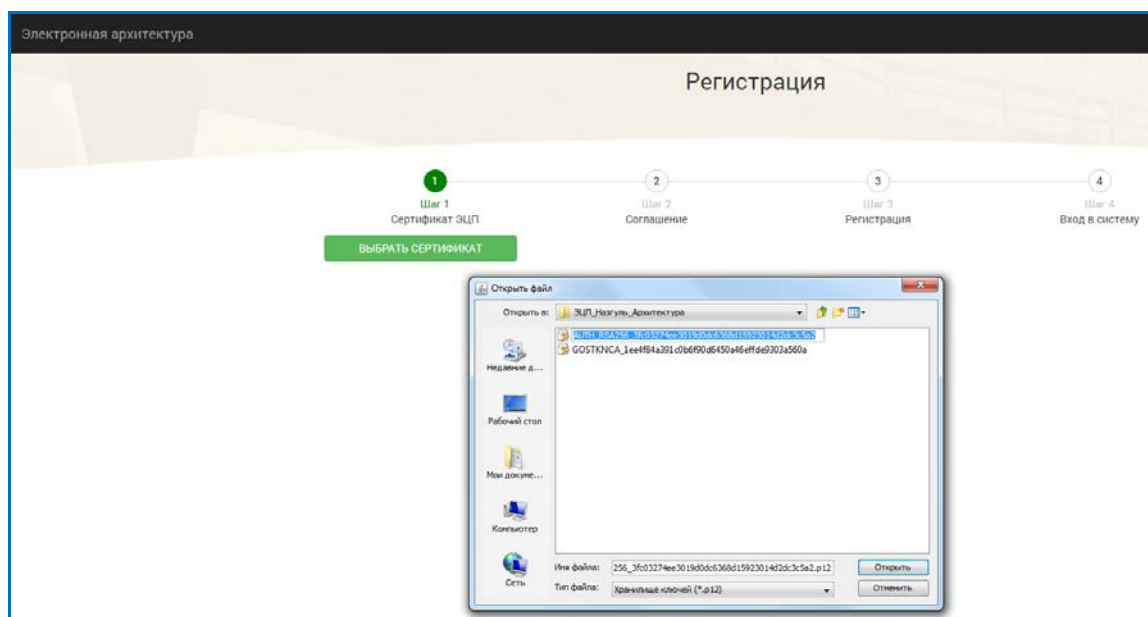 Электронная архитектура
Регистрация
1 2 3 4
Шаг 1 Шаг 2 Шаг 3 Шаг 4
Сертификат ЭЦП Соглашение Регистрация Вход в систему
ВЫБРАТЬ СЕРТИФИКАТ
Открыть файл
Открыть в: ЭЦП_Назгуль_Архитектура
AUTH_RSA256_3fc03274ee3019d0dc6368d15923014d2dc3c5a2
GOSTKNCA_1ee4f84a391c0b6f90d6450a46effde9303a560a
Недавние д...
Рабочий стол
Мои докуме...
Компьютер
Сеть
Имя файла: 256_3fc03274ee3019d0dc6368d15923014d2dc3c5a2.p12 Открыть
Тип файла: Хранилище ключей (*.p12) Отменить